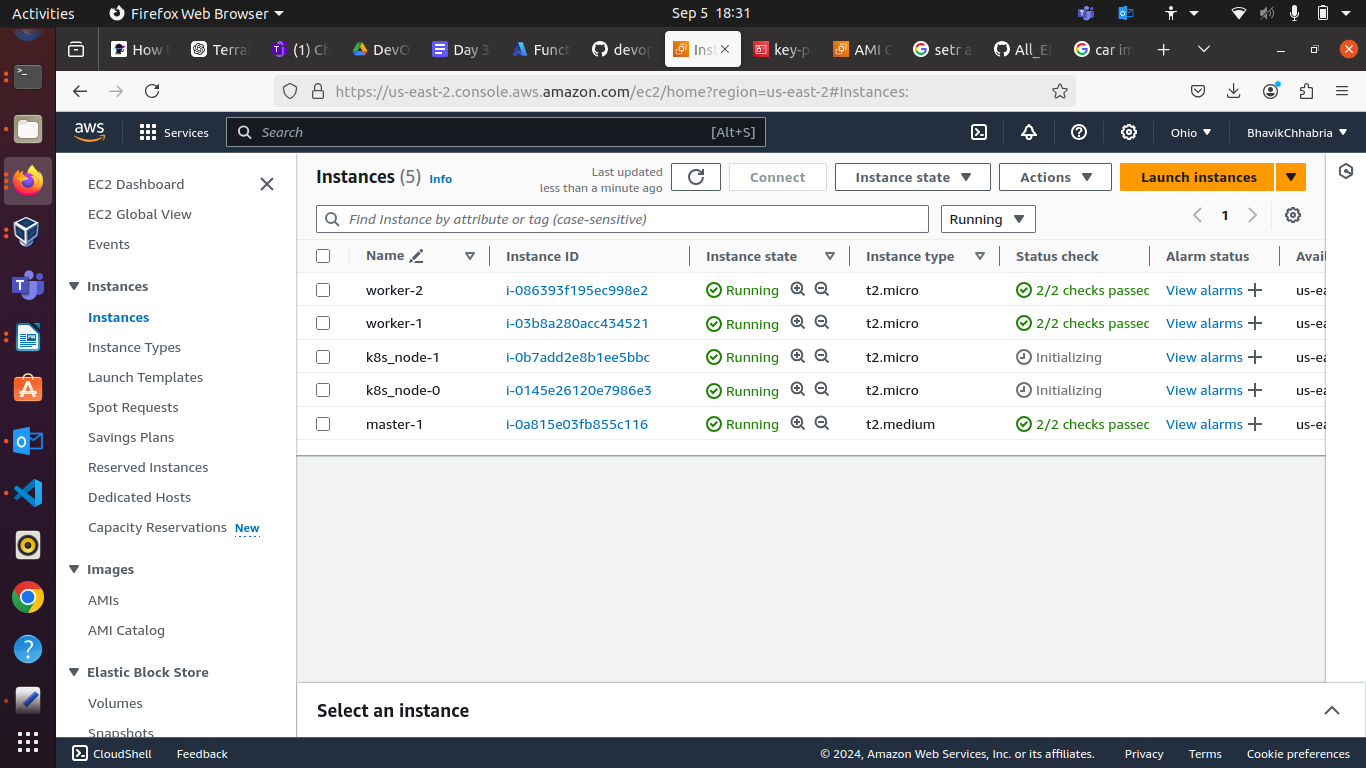 Activities
Firefox Web Browser
Sep 5 18:31
How
Terra
(1) Ch
DevO
Day 3
Funct
devop
Inst
key-p
AMI C
setr a
All_E
car im
https://us-east-2.console.aws.amazon.com/ec2/home?region=us-east-2#Instances:
aws
Services
Search
[Alt+S]
Ohio
BhavikChhabria
EC2 Dashboard
EC2 Global View
Events
Instances
Instances
Instance Types
Launch Templates
Spot Requests
Savings Plans
Reserved Instances
Dedicated Hosts
Capacity Reservations New
Images
AMIs
AMI Catalog
Elastic Block Store
Volumes
Snapshots
Instances (5) Info
Last updated
less than a minute ago
Connect
Instance state
Actions
Launch instances
Find Instance by attribute or tag (case-sensitive)
Running
1
Name Instance ID Instance state Instance type Status check Alarm status Avai
worker-2 i-086393f195ec998e2 Running t2.micro 2/2 checks passec View alarms us-ea
worker-1 i-03b8a280acc434521 Running t2.micro 2/2 checks passec View alarms us-ea
k8s_node-1 i-0b7add2e8b1ee5bbc Running t2.micro Initializing View alarms us-ea
k8s_node-0 i-0145e26120e7986e3 Running t2.micro Initializing View alarms us-ea
master-1 i-0a815e03fb855c116 Running t2.medium 2/2 checks passec View alarms us-ea
Select an instance
CloudShell
Feedback
© 2024, Amazon Web Services, Inc. or its affiliates.
Privacy
Terms
Cookie preferences